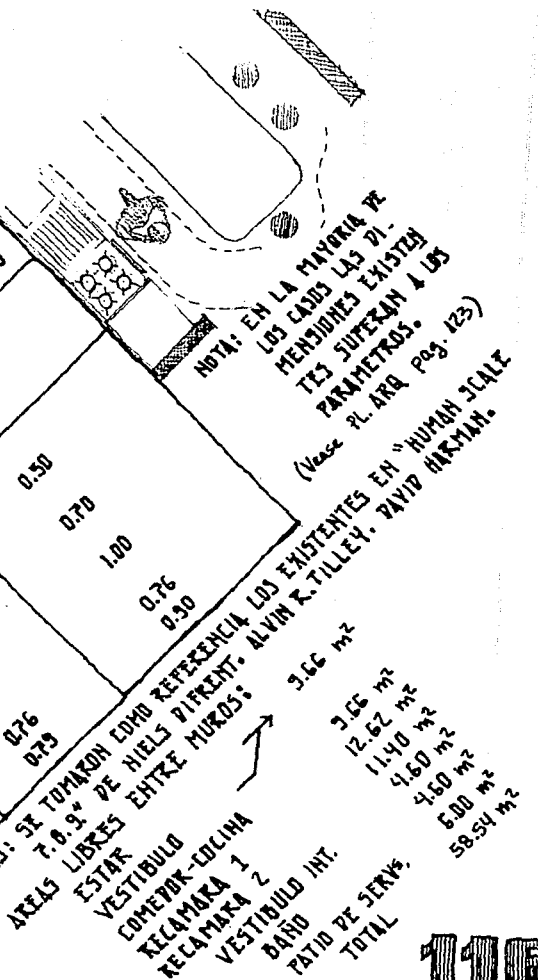 NOTA: EN LA MAYORIA DE
LOS CASOS LAS DI-
MENSIONES EXISTEN
TES SUPERAN A LOS
PARAMETROS.
(Vease PL. ARQ pag. 123)
0.50
0.70
1.00
0.76
0.90
0.76
0.79
SE TOMARON COMO REFERENCIA LOS EXISTENTES EN "HUMAN SCALE
7.8.9" DE NIELS DIFRENT. ALVIN R. TILLEY. DAVID HARMAN.
AREAS LIBRES ENTRE MUROS:
ESTAR
VESTIBULO
COMEDOR-COCINA
RECAMARA 1
RECAMARA 2
VESTIBULO INT.
BAÑO
PATIO DE SERVS.
TOTAL
9.66 m²
9.66 m²
12.62 m²
11.40 m²
4.60 m²
4.60 m²
6.00 m²
58.54 m²